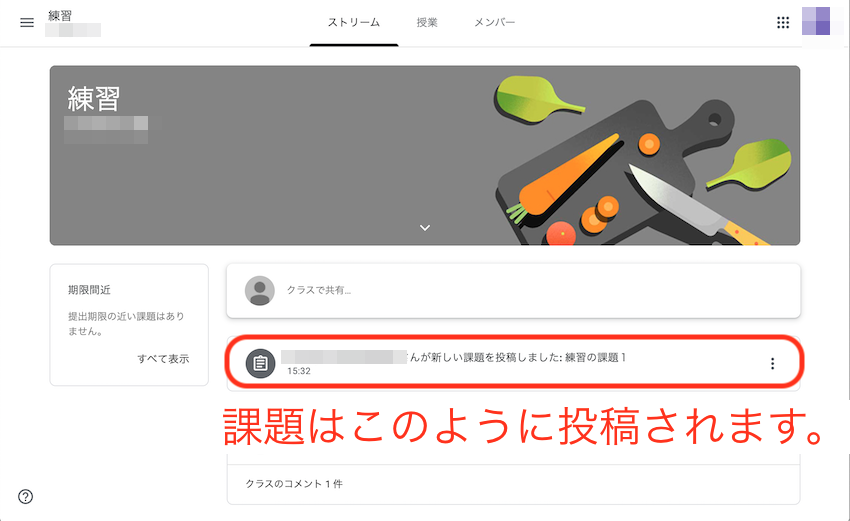 練習
ストリーム
授業
メンバー
練習
期限間近
提出期限の近い課題はありません。
すべて表示
クラスで共有...
さんが新しい課題を投稿しました: 練習の課題1
15:32
課題はこのように投稿されます。
クラスのコメント 1 件